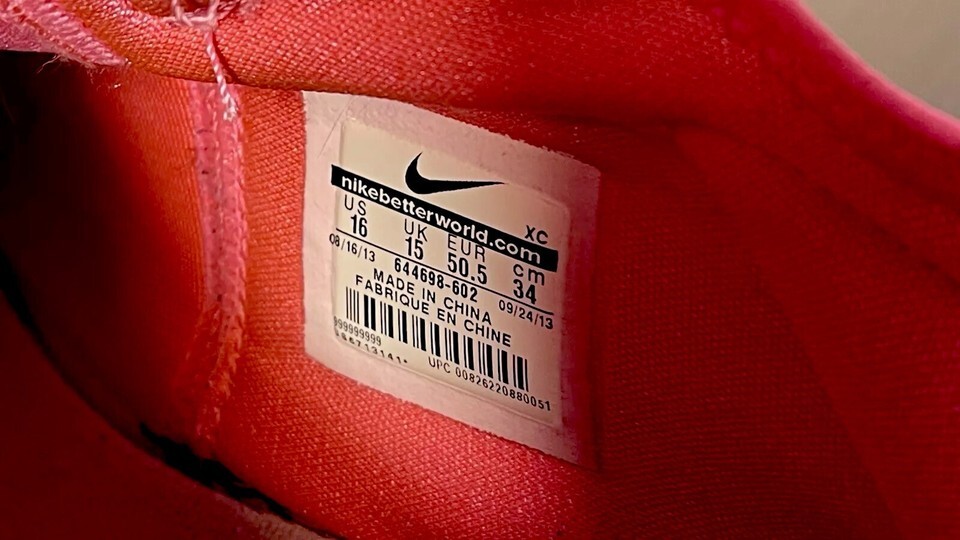 nikebetterworld.com
XC
US UK EUR cm
16 15 50.5 34
08/16/13 644698-602 09/24/13
MADE IN CHINA
FABRIQUE EN CHINE
UPC 00826220880051